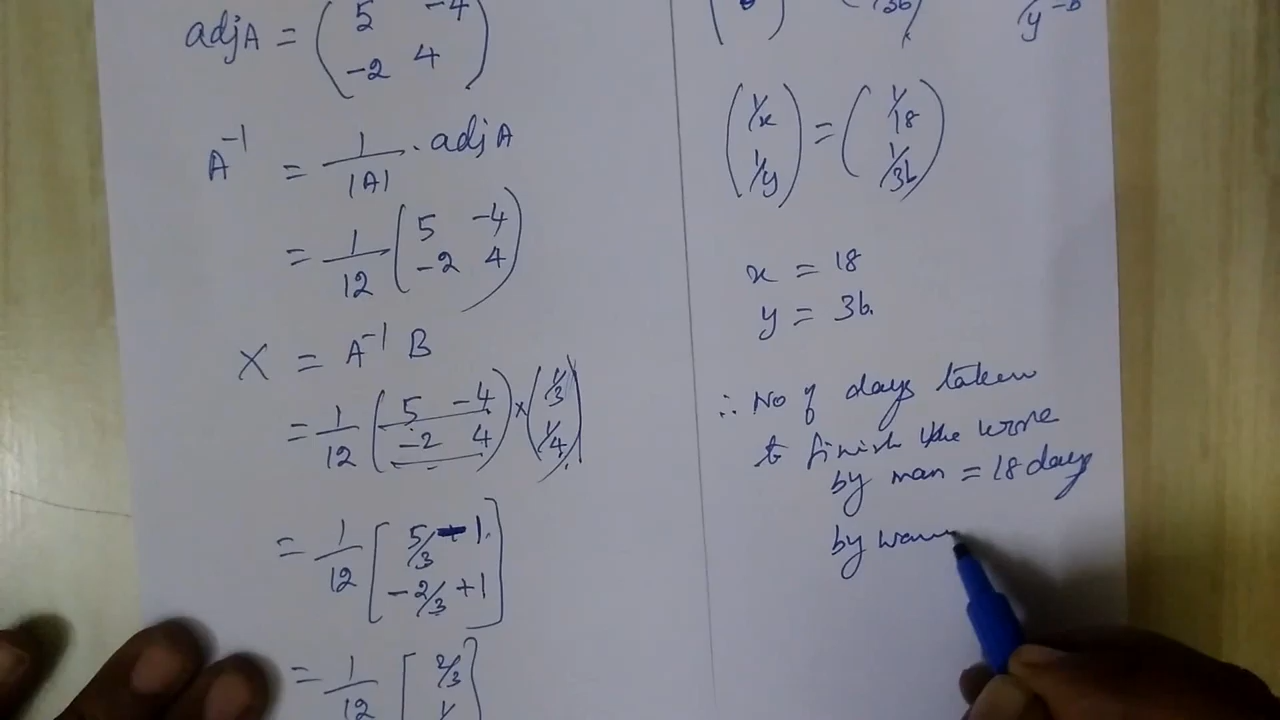 adj A = ( 5 -4
-2 4 )
A⁻¹ = 1/|A| . adj A
= 1/12 ( 5 -4
-2 4 )
X = A⁻¹ B
= 1/12 ( 5 -4
-2 4 ) × ( 1/3
1/4 )
= 1/12 [ 5/3 - 1
-2/3 + 1 ]
= 1/12 [ 2/3
36
( 1/x
1/y ) = ( 1/18
1/36 )
x = 18
y = 36.
∴ No of days taken
to finish the work
by man = 18 days
by